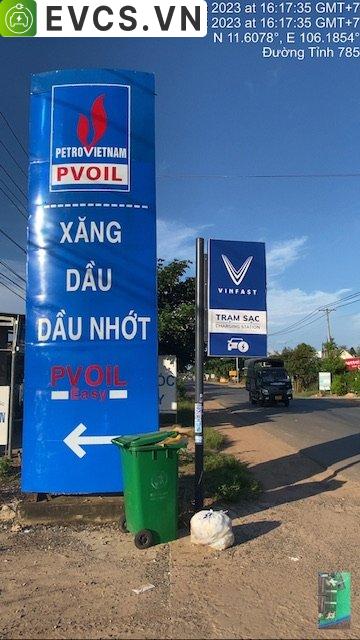 EVCS.VN
2023 at 16:17:35 GMT+7
2023 at 16:17:35 GMT+7
N 11.6078°, E 106.1854°
Đường Tỉnh 785
PETROVIETNAM
PVOIL
XĂNG
DẦU
DẦU NHỚT
PVOIL
Easy
VINFAST
TRẠM SẠC
CHARGING STATION